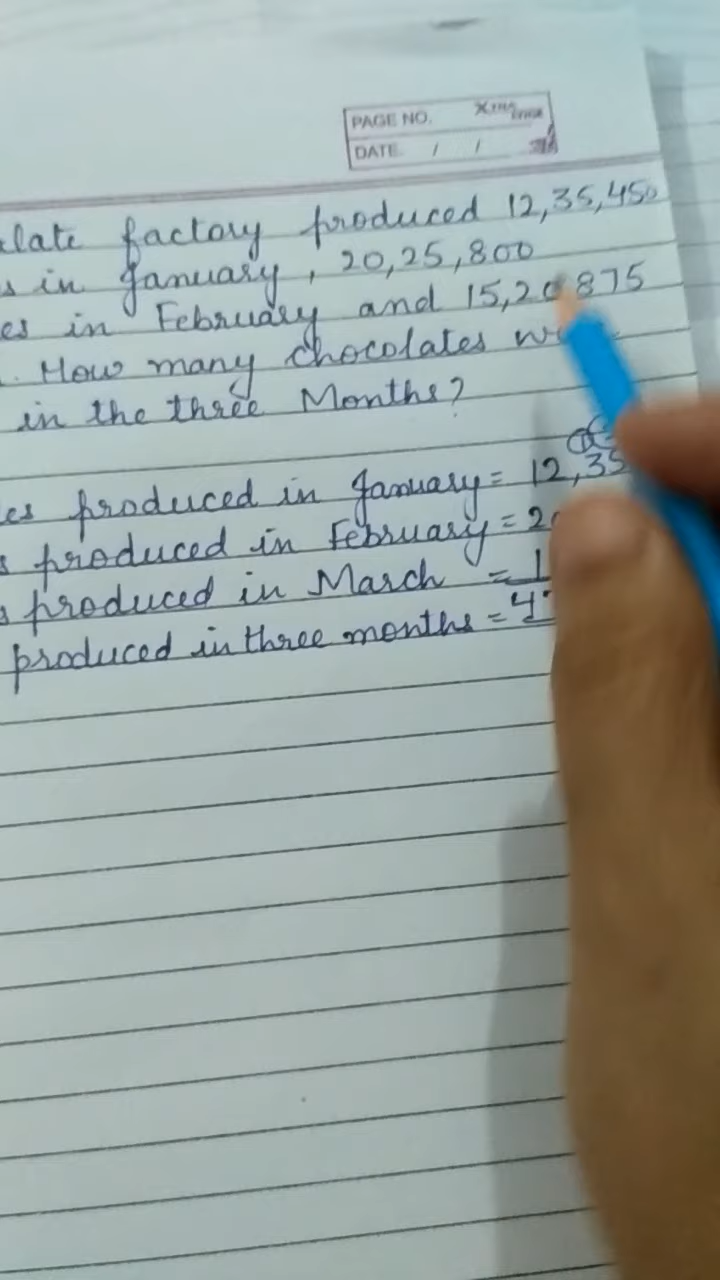 PAGE NO.
DATE / /
late factory produced 12,35,450
s in January, 20,25,800
es in February and 15,20,875
. How many chocolates
in the three Months?
es produced in January = 12,35
s produced in February = 20
s produced in March = 1
produced in three months = 47